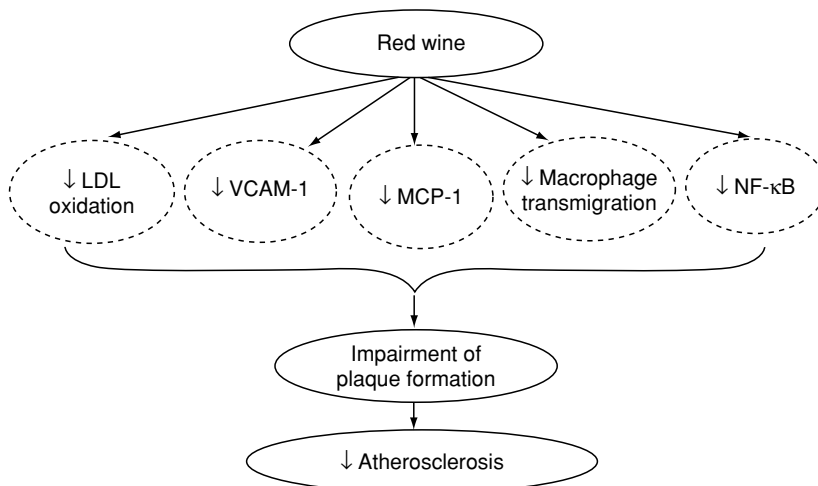 Red wine
↓ LDL
oxidation
↓ VCAM-1
↓ MCP-1
↓ Macrophage
transmigration
↓ NF-κB
Impairment of
plaque formation
↓ Atherosclerosis